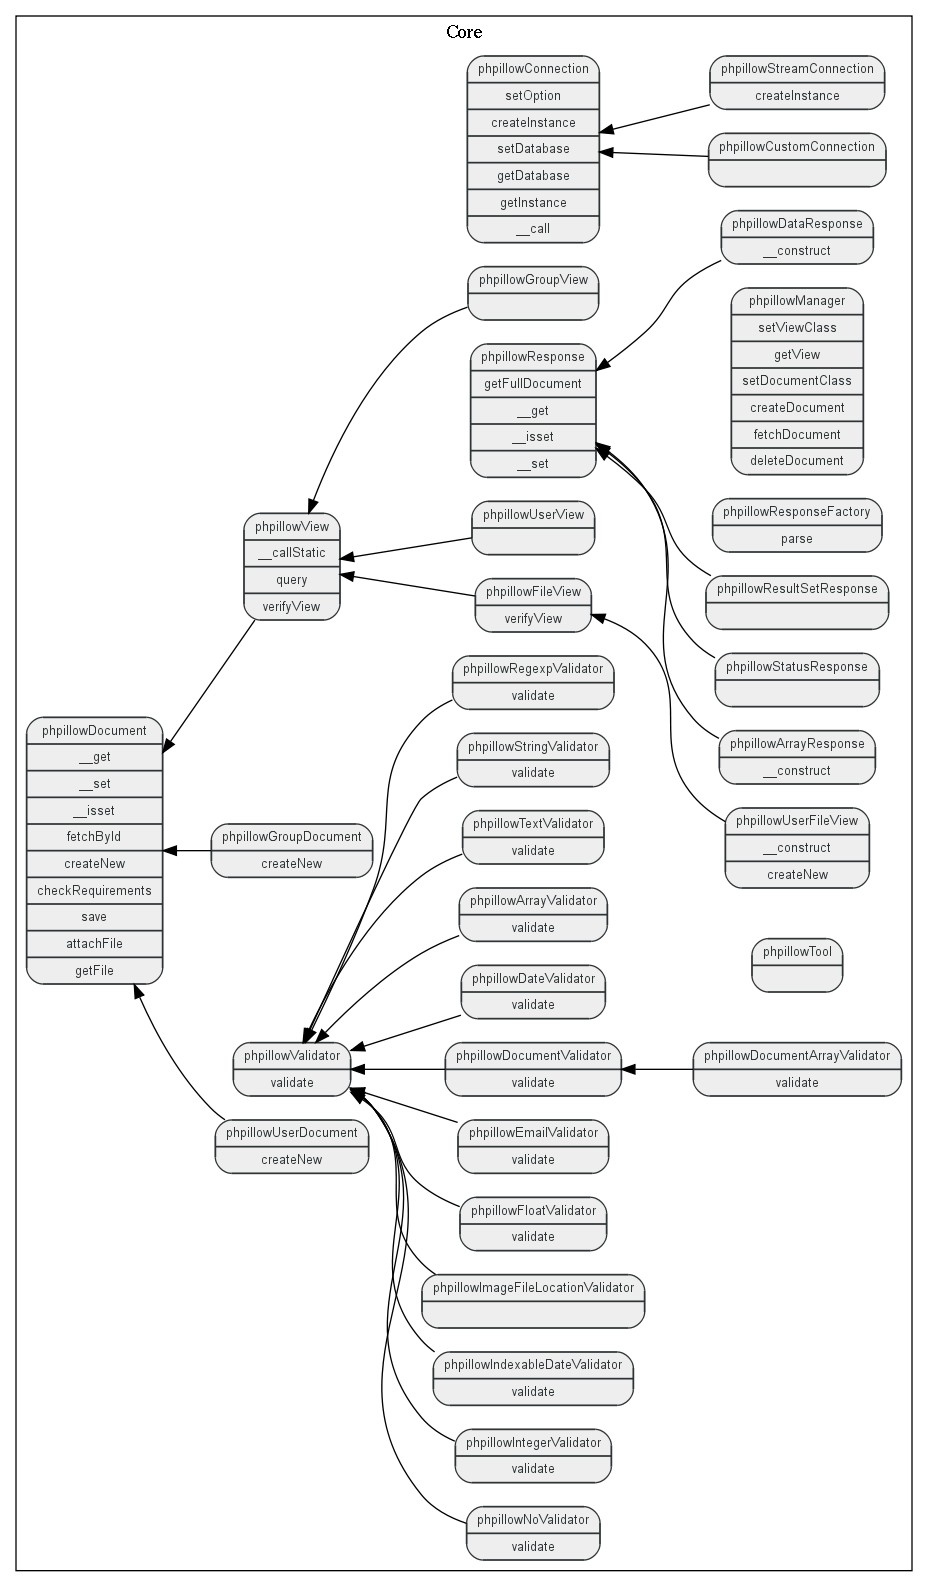 Core
phpillowConnection
setOption
createInstance
setDatabase
getDatabase
getInstance
__call
phpillowStreamConnection
createInstance
phpillowCustomConnection
phpillowDataResponse
__construct
phpillowGroupView
phpillowManager
setViewClass
getView
setDocumentClass
createDocument
fetchDocument
deleteDocument
phpillowResponse
getFullDocument
__get
__isset
__set
phpillowView
__callStatic
query
verifyView
phpillowUserView
phpillowResponseFactory
parse
phpillowFileView
verifyView
phpillowResultSetResponse
phpillowRegexpValidator
validate
phpillowStatusResponse
phpillowDocument
__get
__set
__isset
fetchById
createNew
checkRequirements
save
attachFile
getFile
phpillowStringValidator
validate
phpillowArrayResponse
__construct
phpillowGroupDocument
createNew
phpillowTextValidator
validate
phpillowUserFileView
__construct
createNew
phpillowArrayValidator
validate
phpillowTool
phpillowDateValidator
validate
phpillowValidator
validate
phpillowDocumentValidator
validate
phpillowDocumentArrayValidator
validate
phpillowUserDocument
createNew
phpillowEmailValidator
validate
phpillowFloatValidator
validate
phpillowImageFileLocationValidator
phpillowIndexableDateValidator
validate
phpillowIntegerValidator
validate
phpillowNoValidator
validate